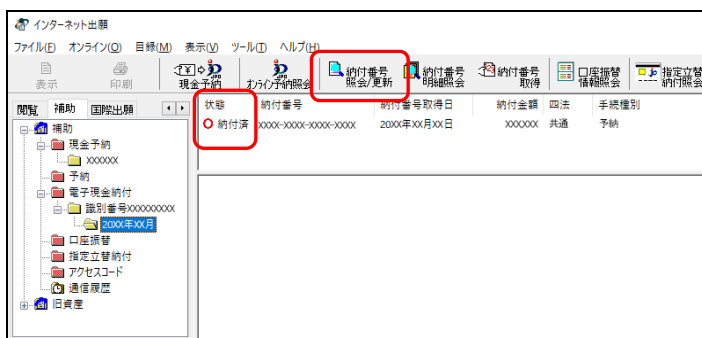 インターネット出願
ファイル(F) オンライン(O) 目録(M) 表示(V) ツール(T) ヘルプ(H)
表示
印刷
現金予納
オンライン予納照会
納付番号
照会/更新
納付番号
明細照会
納付番号
取得
口座振替
情報照会
指定立替
納付照会
閲覧 補助 国際出願
補助
現金予納
XXXXXX
予納
電子現金納付
識別番号XXXXXXXXX
20XX年XX月
口座振替
指定立替納付
アクセスコード
通信履歴
旧資産
状態 納付番号 納付番号取得日 納付金額 四法 手続種別
納付済 XXXX-XXXX-XXXX-XXXX 20XX年XX月XX日 XXX,XXX 共通 予納